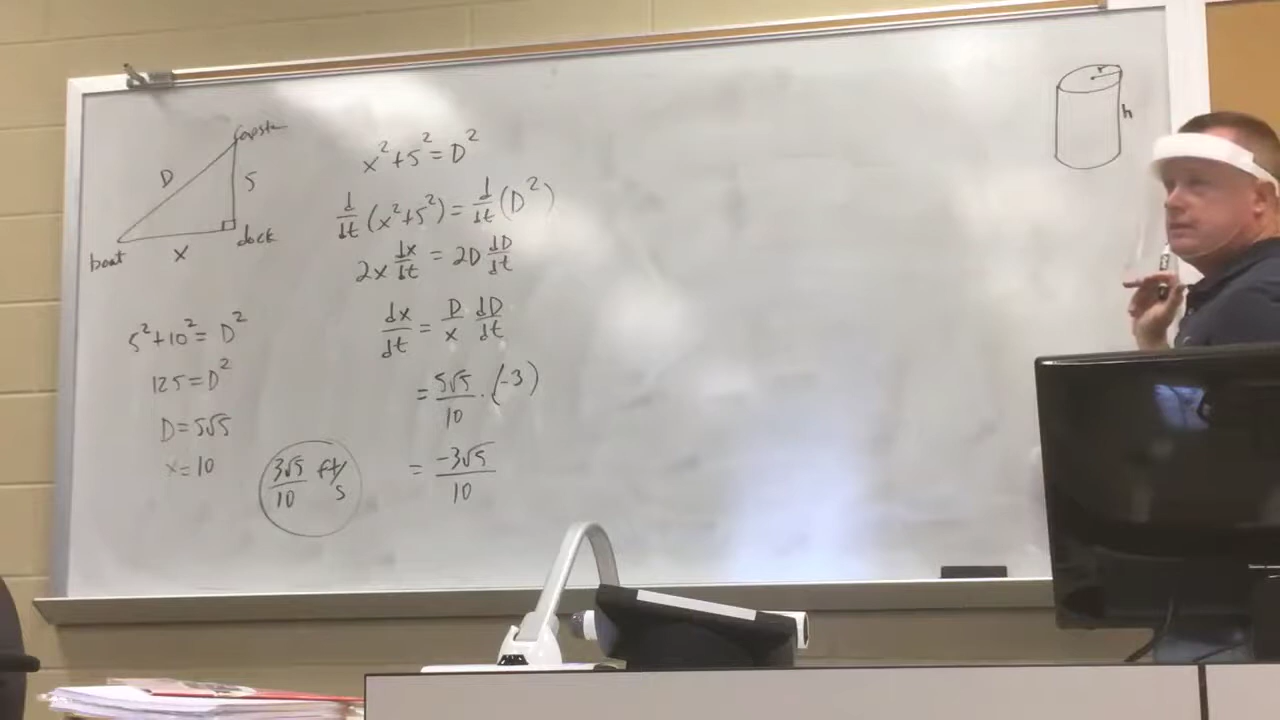 capstan
D
5
boat
x
dock
5²+10² = D²
125 = D²
D = 5√5
x = 10
3√5/10 ft/s
x²+5² = D²
d/dt (x²+5²) = d/dt (D²)
2x dx/dt = 2D dD/dt
dx/dt = D/x dD/dt
= 5√5/10 · (-3)
= -3√5/10
r
h